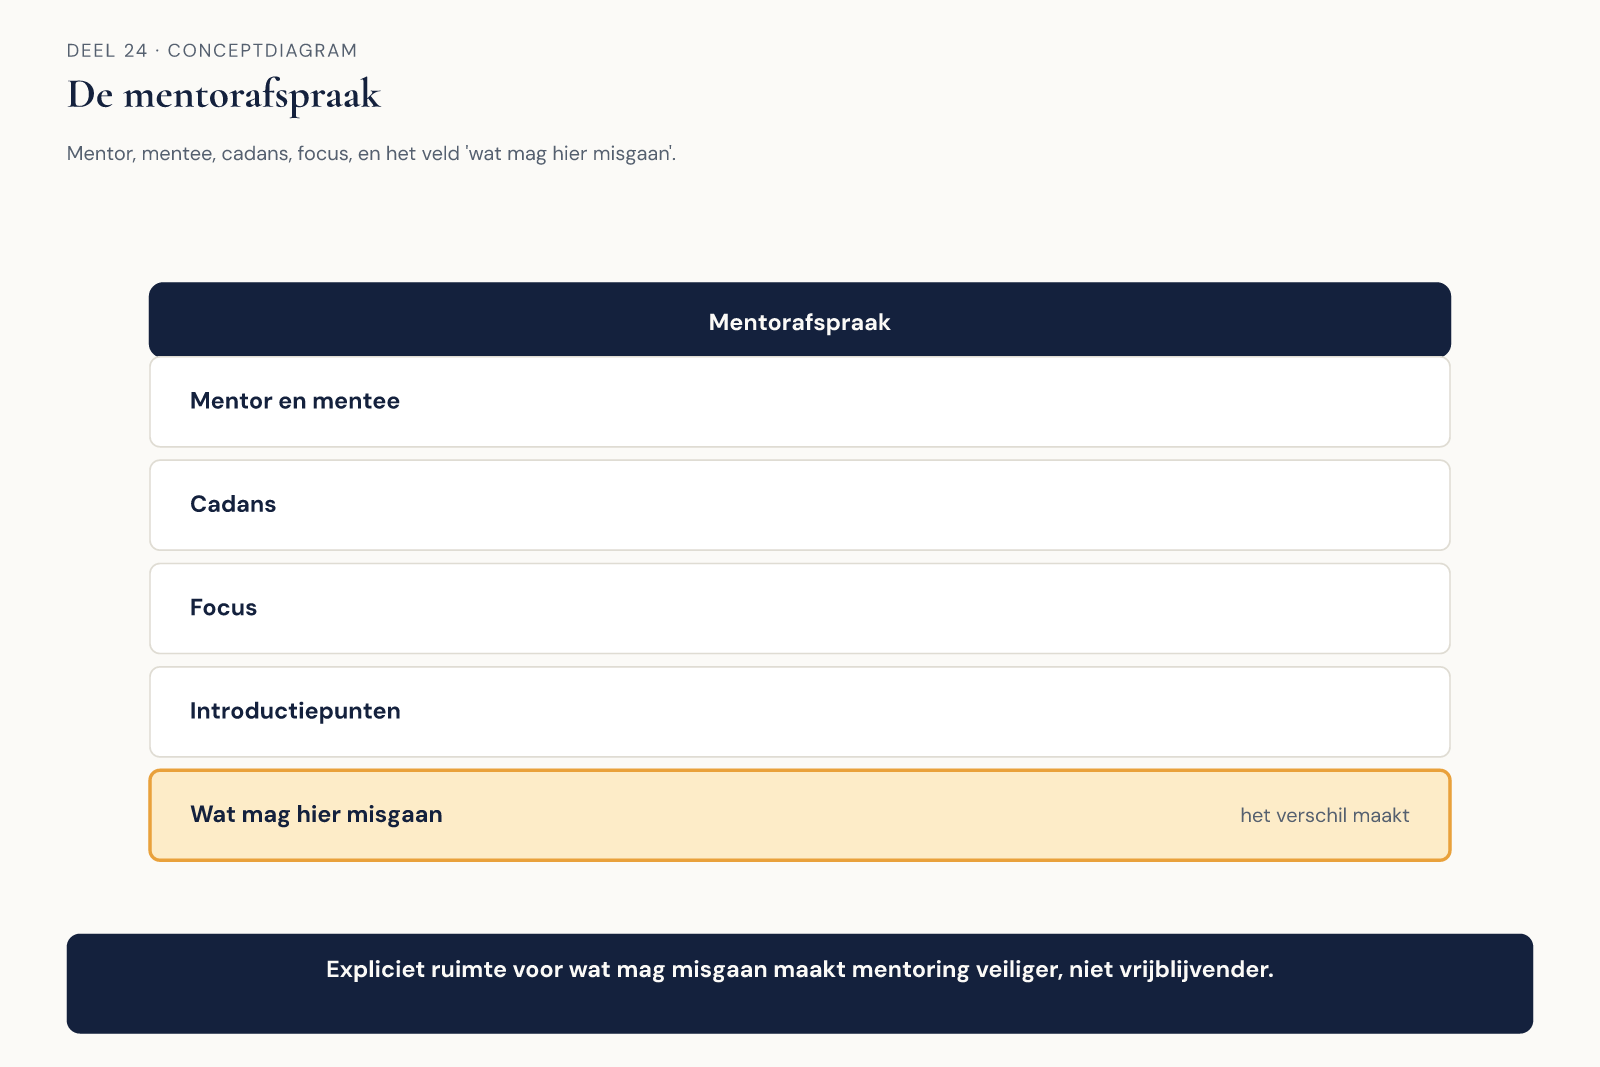 DEEL 24 · CONCEPTDIAGRAM
De mentorafspraak
Mentor, mentee, cadans, focus, en het veld 'wat mag hier misgaan'.
Mentorafspraak
Mentor en mentee
Cadans
Focus
Introductiepunten
Wat mag hier misgaan
het verschil maakt
Expliciet ruimte voor wat mag misgaan maakt mentoring veiliger, niet vrijblijvender.